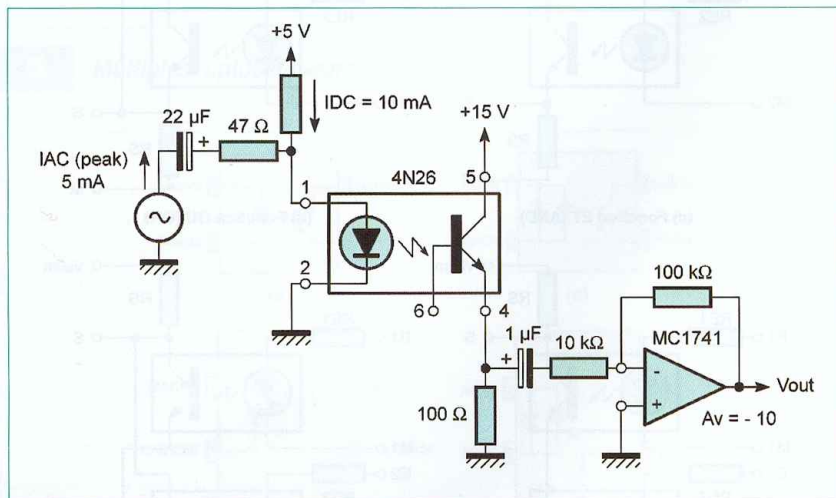 +5 V
IDC = 10 mA
22 µF
+
47 Ω
+15 V
IAC (peak)
5 mA
4N26
5
1
2
6
4
100 kΩ
1 µF
+
10 kΩ
MC1741
-
+
Vout
100 Ω
Av = - 10